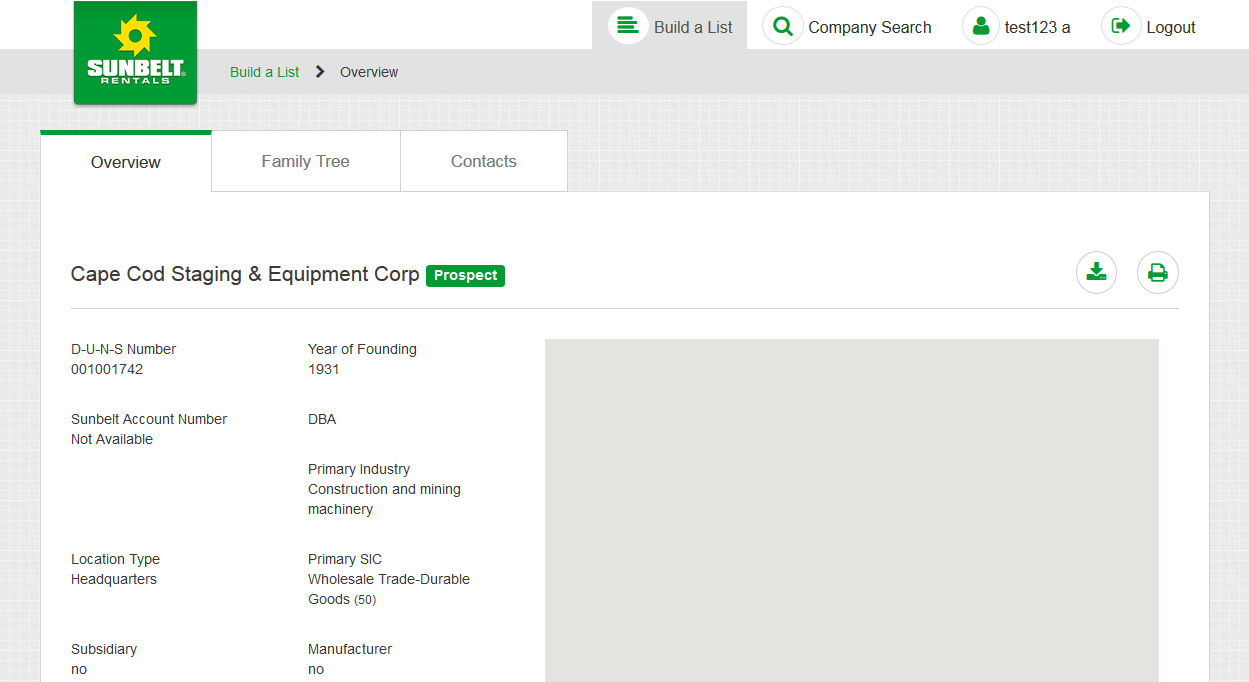 Build a List
Company Search
test123 a
Logout
SUNBELT®
RENTALS
Build a List
Overview
Overview
Family Tree
Contacts
Cape Cod Staging & Equipment Corp Prospect
D-U-N-S Number
001001742
Year of Founding
1931
Sunbelt Account Number
Not Available
DBA
Primary Industry
Construction and mining
machinery
Location Type
Headquarters
Primary SIC
Wholesale Trade-Durable
Goods (50)
Subsidiary
no
Manufacturer
no